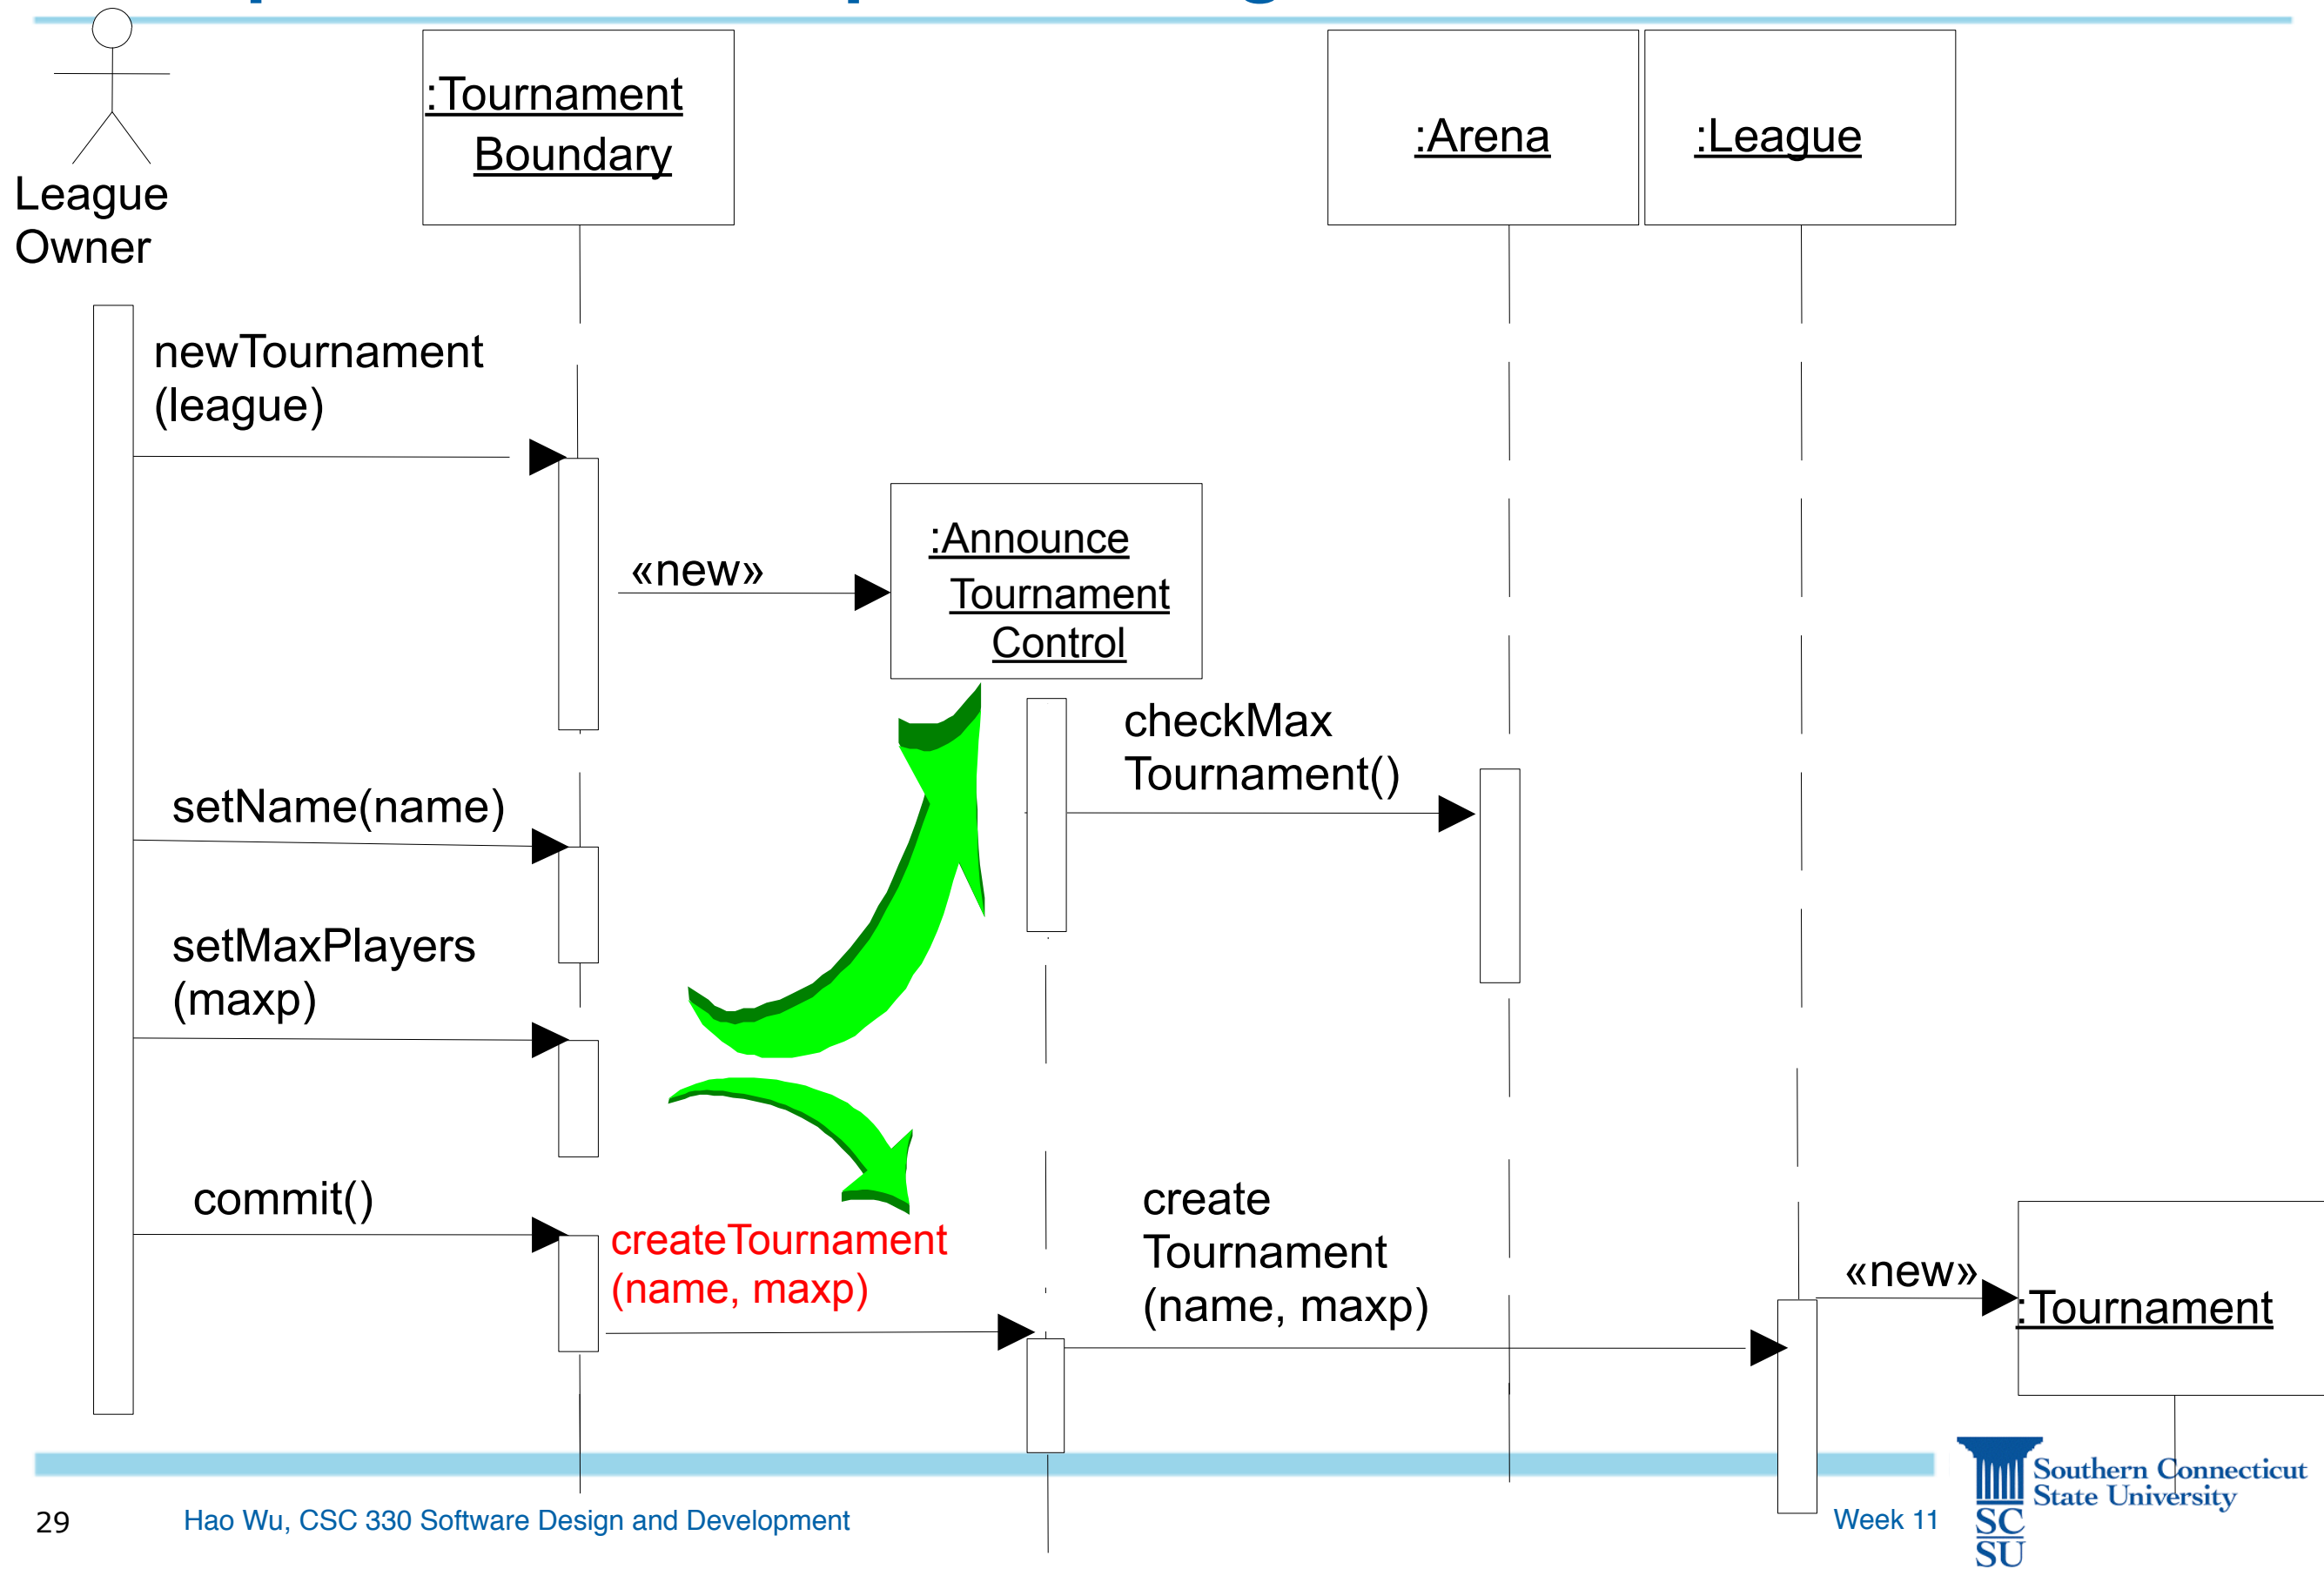 :Tournament
Boundary
:Arena
:League
League
Owner
newTournament
(league)
«new»
:Announce
Tournament
Control
checkMax
Tournament()
setName(name)
setMaxPlayers
(maxp)
commit()
createTournament
(name, maxp)
create
Tournament
(name, maxp)
«new»
:Tournament
29
Hao Wu, CSC 330 Software Design and Development
Week 11
Southern Connecticut
State University
SC
SU